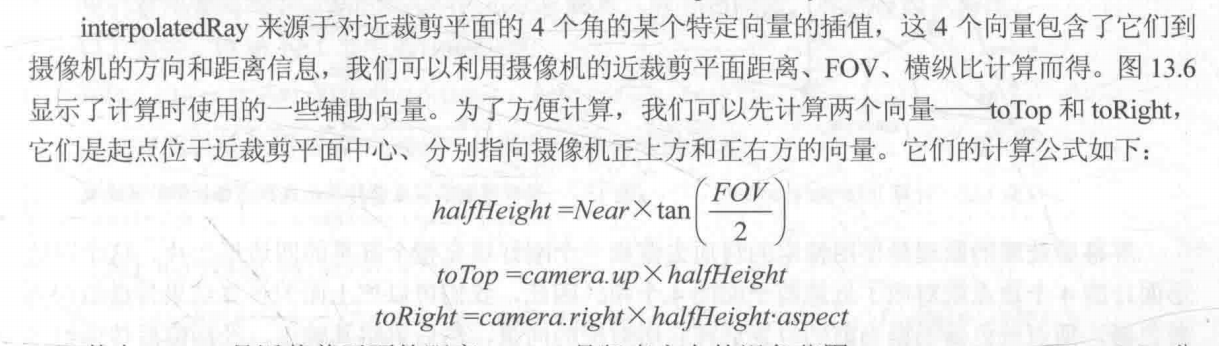 interpolatedRay 来源于对近裁剪平面的 4 个角的某个特定向量的插值，这 4 个向量包含了它们到
摄像机的方向和距离信息，我们可以利用摄像机的近裁剪平面距离、FOV、横纵比计算而得。图 13.6
显示了计算时使用的一些辅助向量。为了方便计算，我们可以先计算两个向量——toTop 和 toRight，
它们是起点位于近裁剪平面中心、分别指向摄像机正上方和正右方的向量。它们的计算公式如下：
halfHeight =Near×tan(FOV/2)
toTop =camera.up×halfHeight
toRight =camera.right×halfHeight·aspect